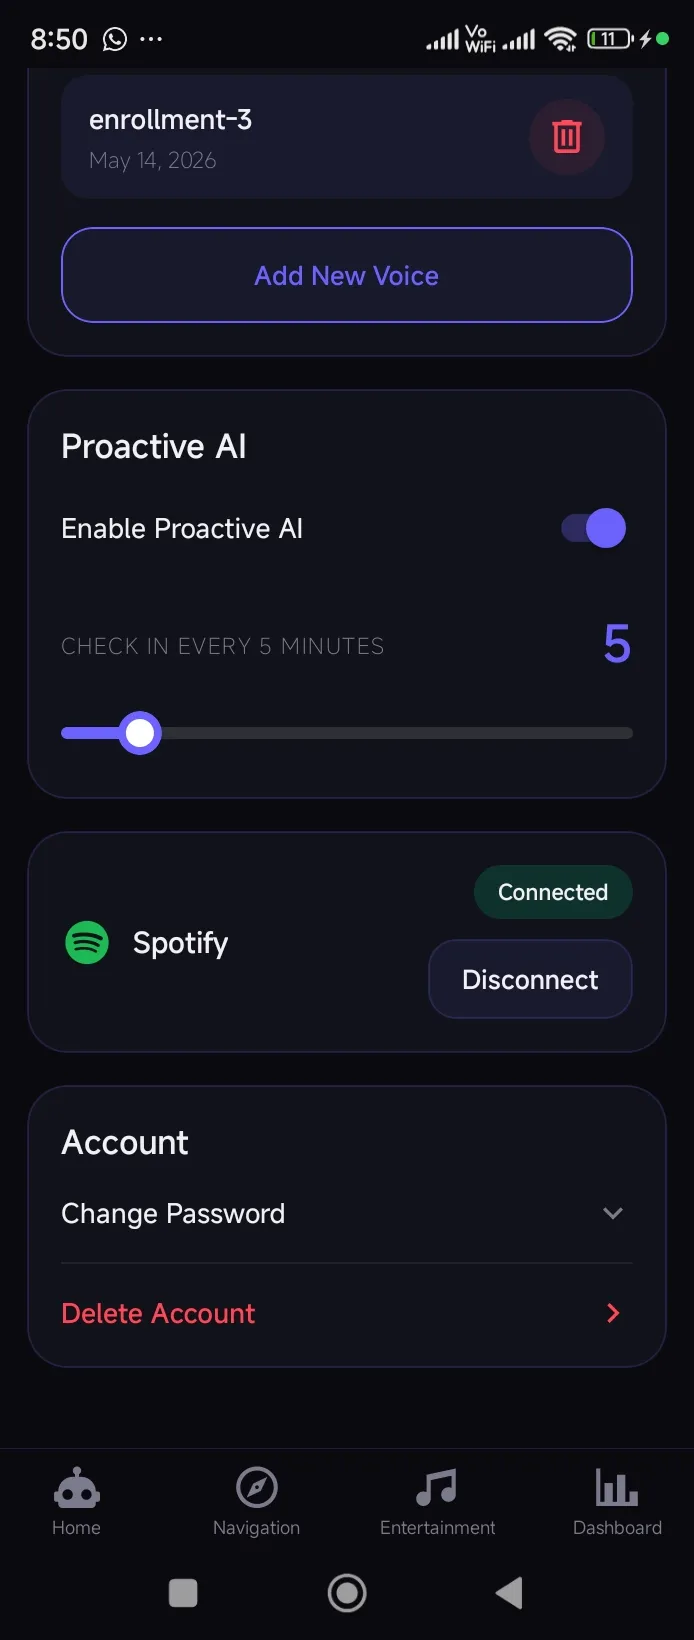 8:50
Vo
WiFi
11
enrollment-3
May 14, 2026
Add New Voice
Proactive AI
Enable Proactive AI
CHECK IN EVERY 5 MINUTES
5
Connected
Spotify
Disconnect
Account
Change Password
Delete Account
Home
Navigation
Entertainment
Dashboard